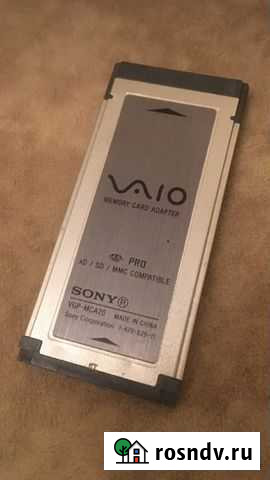 VAIO
MEMORY CARD ADAPTER
PRO
xD / SD / MMC COMPATIBLE
SONY®
VGP-MCA20 MADE IN CHINA
Sony Corporation
rosndv.ru